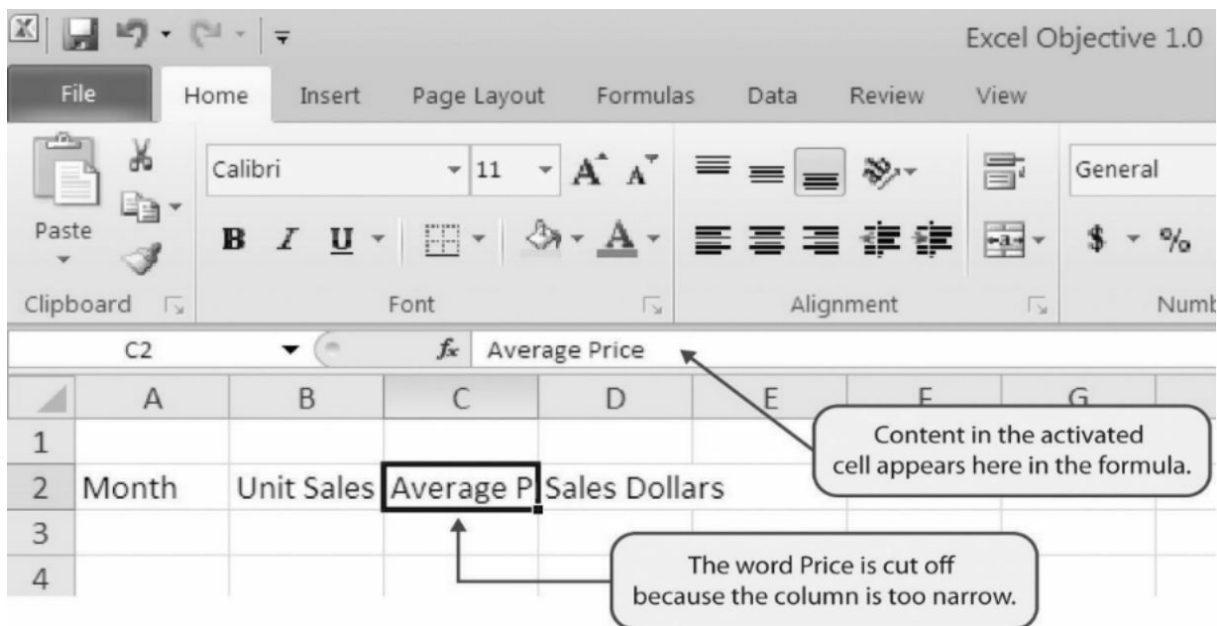 Excel Objective 1.0
File Home Insert Page Layout Formulas Data Review View
Calibri 11 A A General
Paste B I U A a $ %
Clipboard Font Alignment Numb
C2 fx Average Price
A B C D E F G
1
Content in the activated
cell appears here in the formula.
2 Month Unit Sales Average P Sales Dollars
3
The word Price is cut off
because the column is too narrow.
4